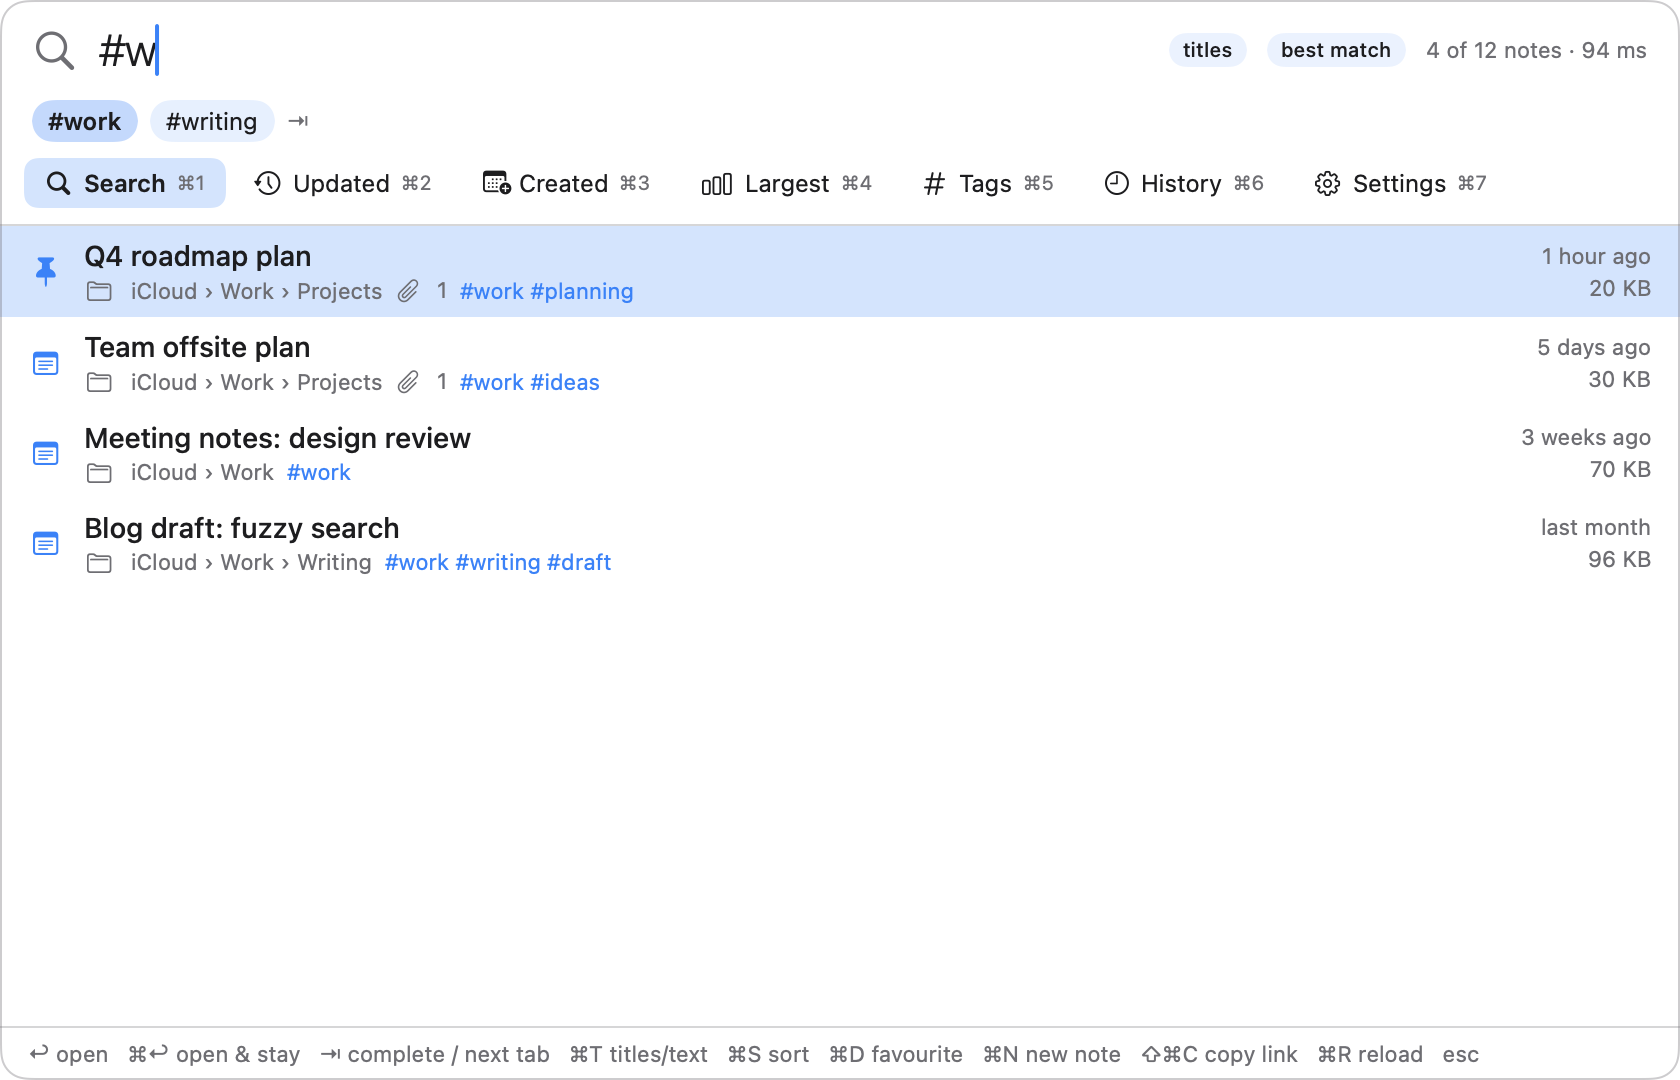 #w titles best match 4 of 12 notes · 94 ms
#work #writing ⇥
Search ⌘1 Updated ⌘2 Created ⌘3 Largest ⌘4 # Tags ⌘5 History ⌘6 Settings ⌘7
Q4 roadmap plan 1 hour ago
iCloud › Work › Projects 1 #work #planning 20 KB
Team offsite plan 5 days ago
iCloud › Work › Projects 1 #work #ideas 30 KB
Meeting notes: design review 3 weeks ago
iCloud › Work #work 70 KB
Blog draft: fuzzy search last month
iCloud › Work › Writing #work #writing #draft 96 KB
↩ open ⌘↩ open & stay ⇥ complete / next tab ⌘T titles/text ⌘S sort ⌘D favourite ⌘N new note ⇧⌘C copy link ⌘R reload esc